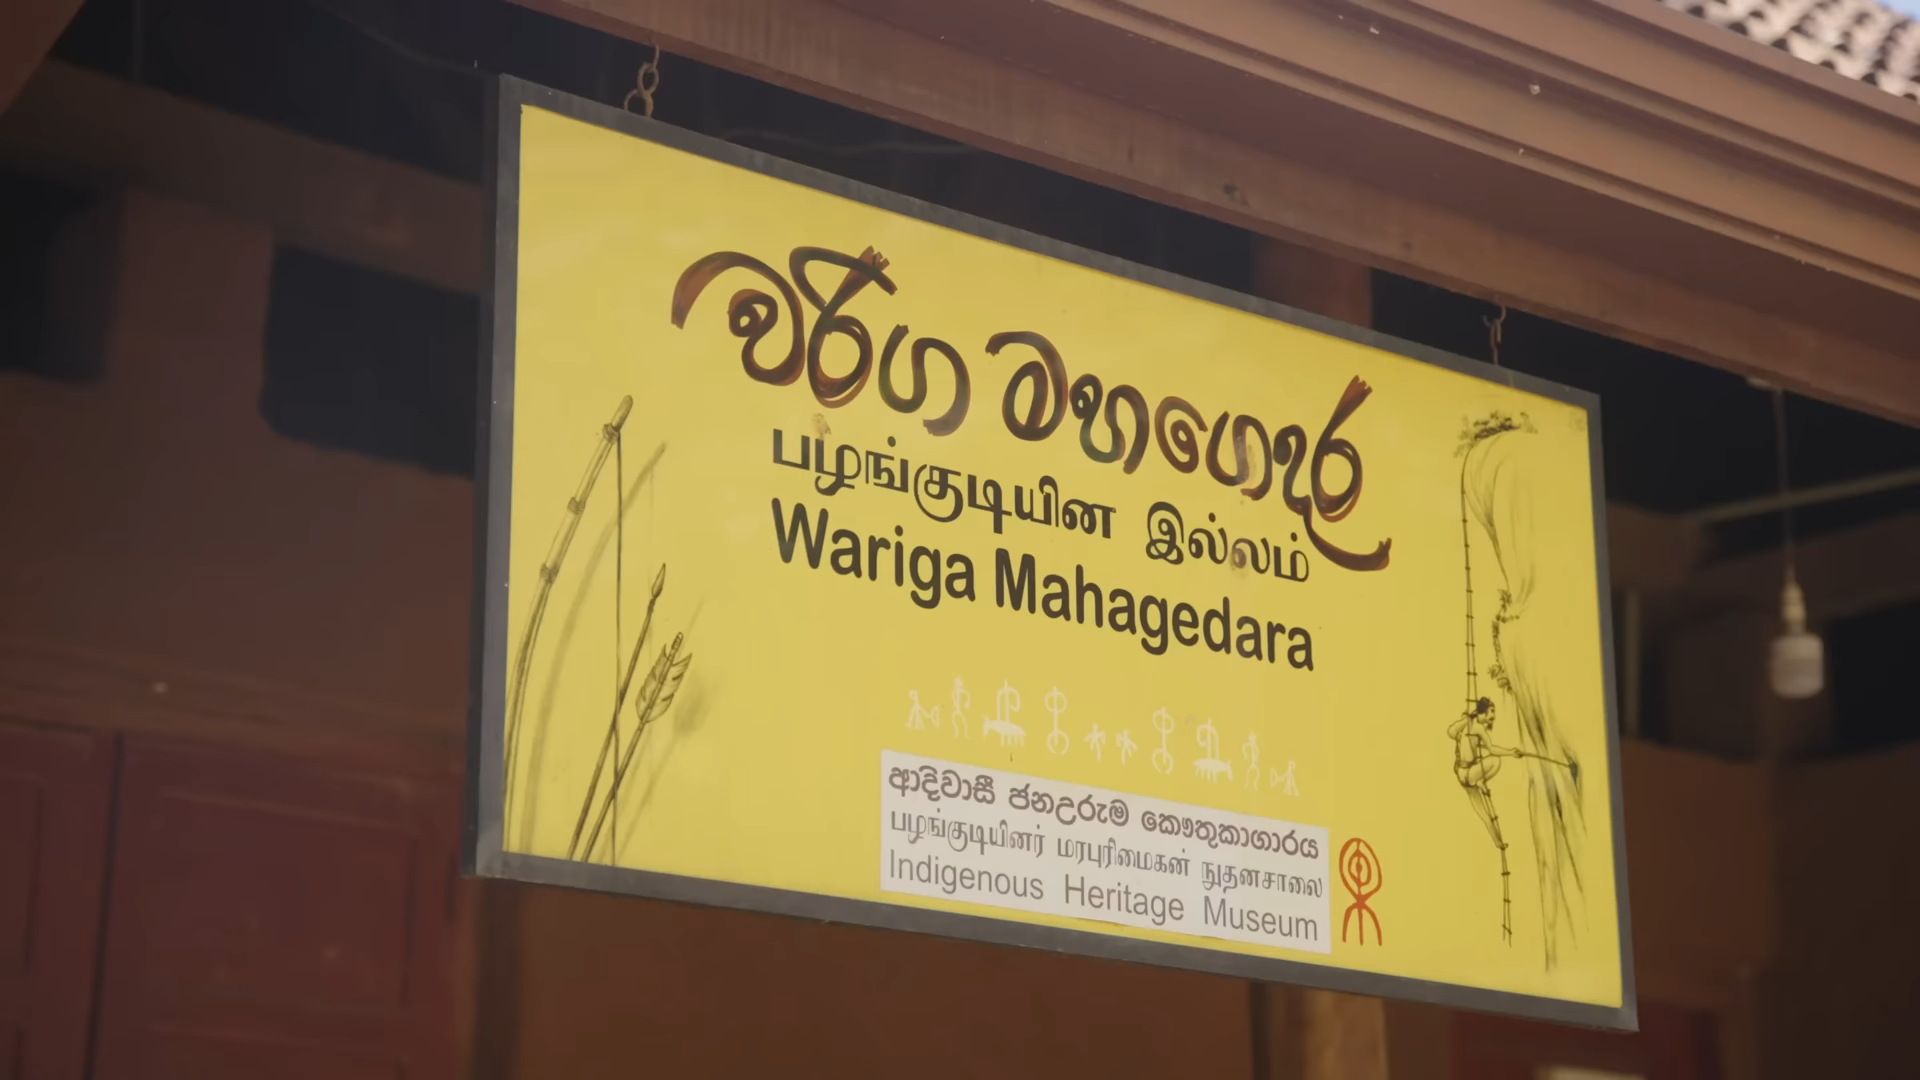 වරිග මහගෙදර
பழங்குடியின இல்லம்
Wariga Mahagedara
ආදිවාසී ජනඋරුම කෞතුකාගාරය
பழங்குடியினர் மரபுரிமைகள் நுதனசாலை
Indigenous Heritage Museum